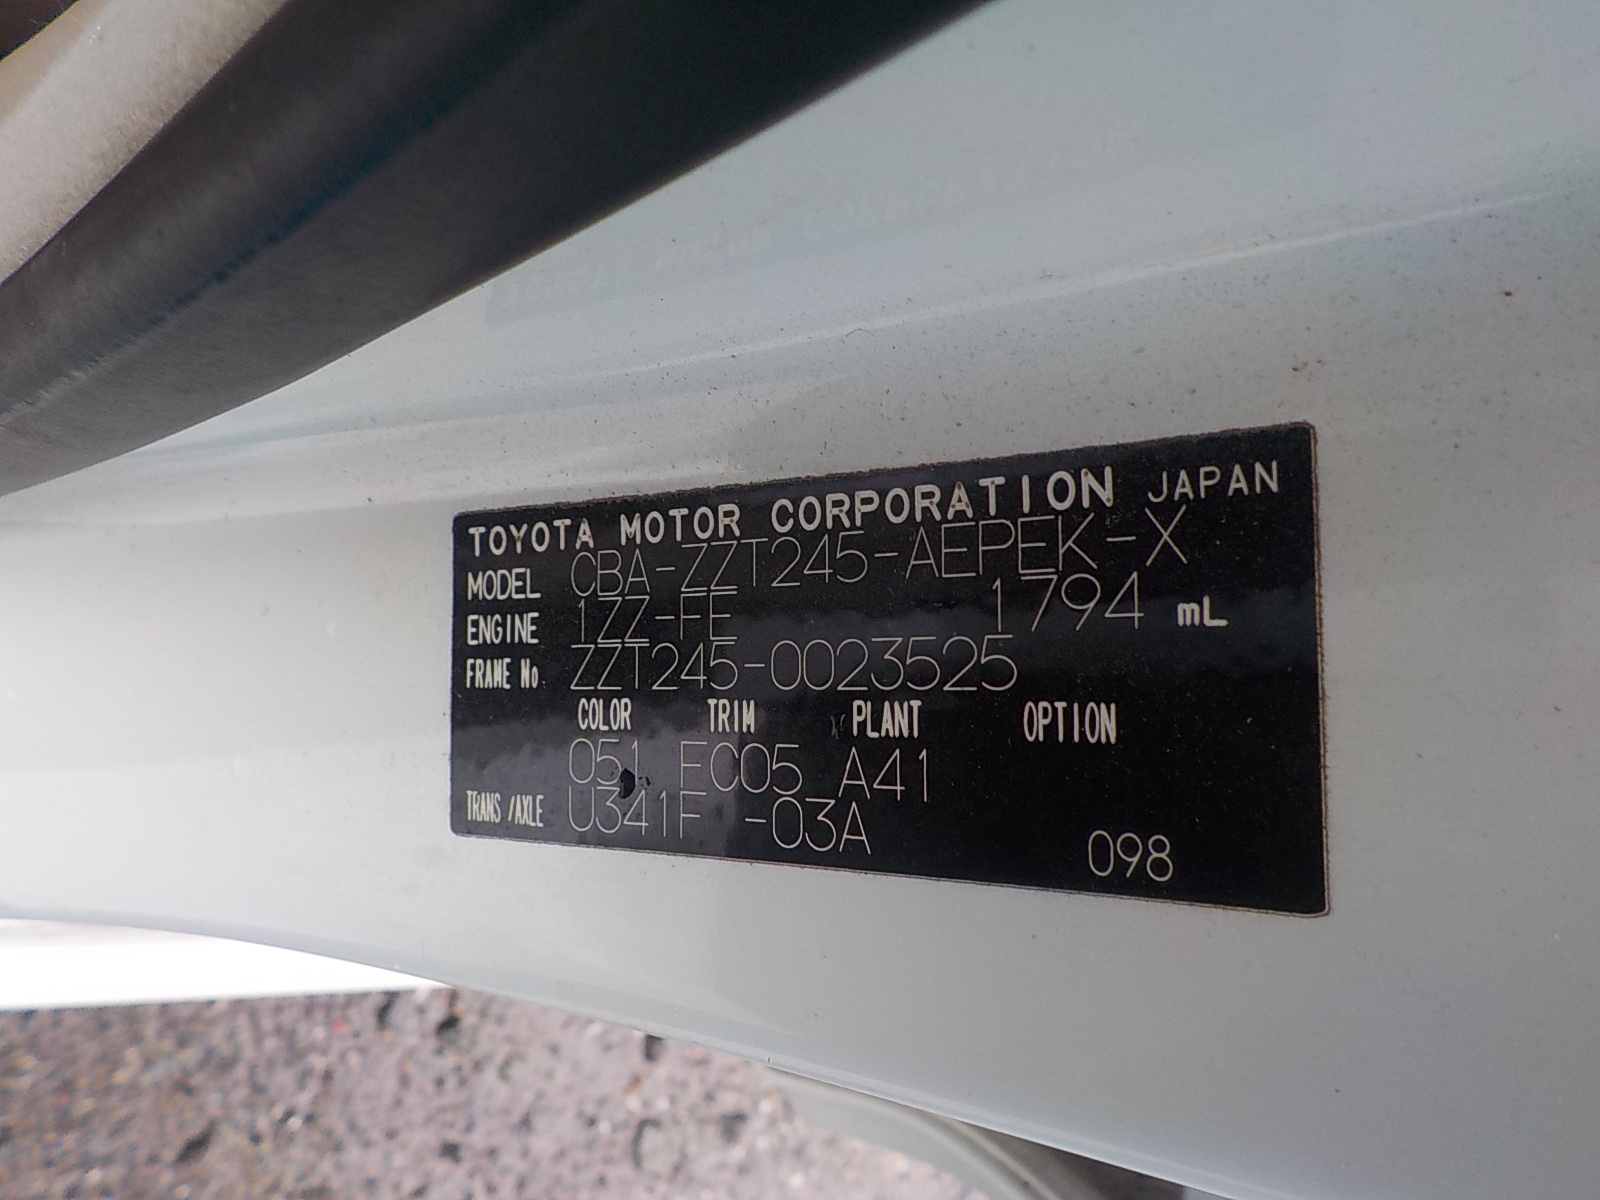 TOYOTA MOTOR CORPORATION JAPAN
MODEL CBA-ZZT245-AEPEK-X
ENGINE 1ZZ-FE 1794 mL
FRAME No. ZZT245-0023525
COLOR TRIM PLANT OPTION
051 FC05 A41
TRANS/AXLE U341F -03A
098